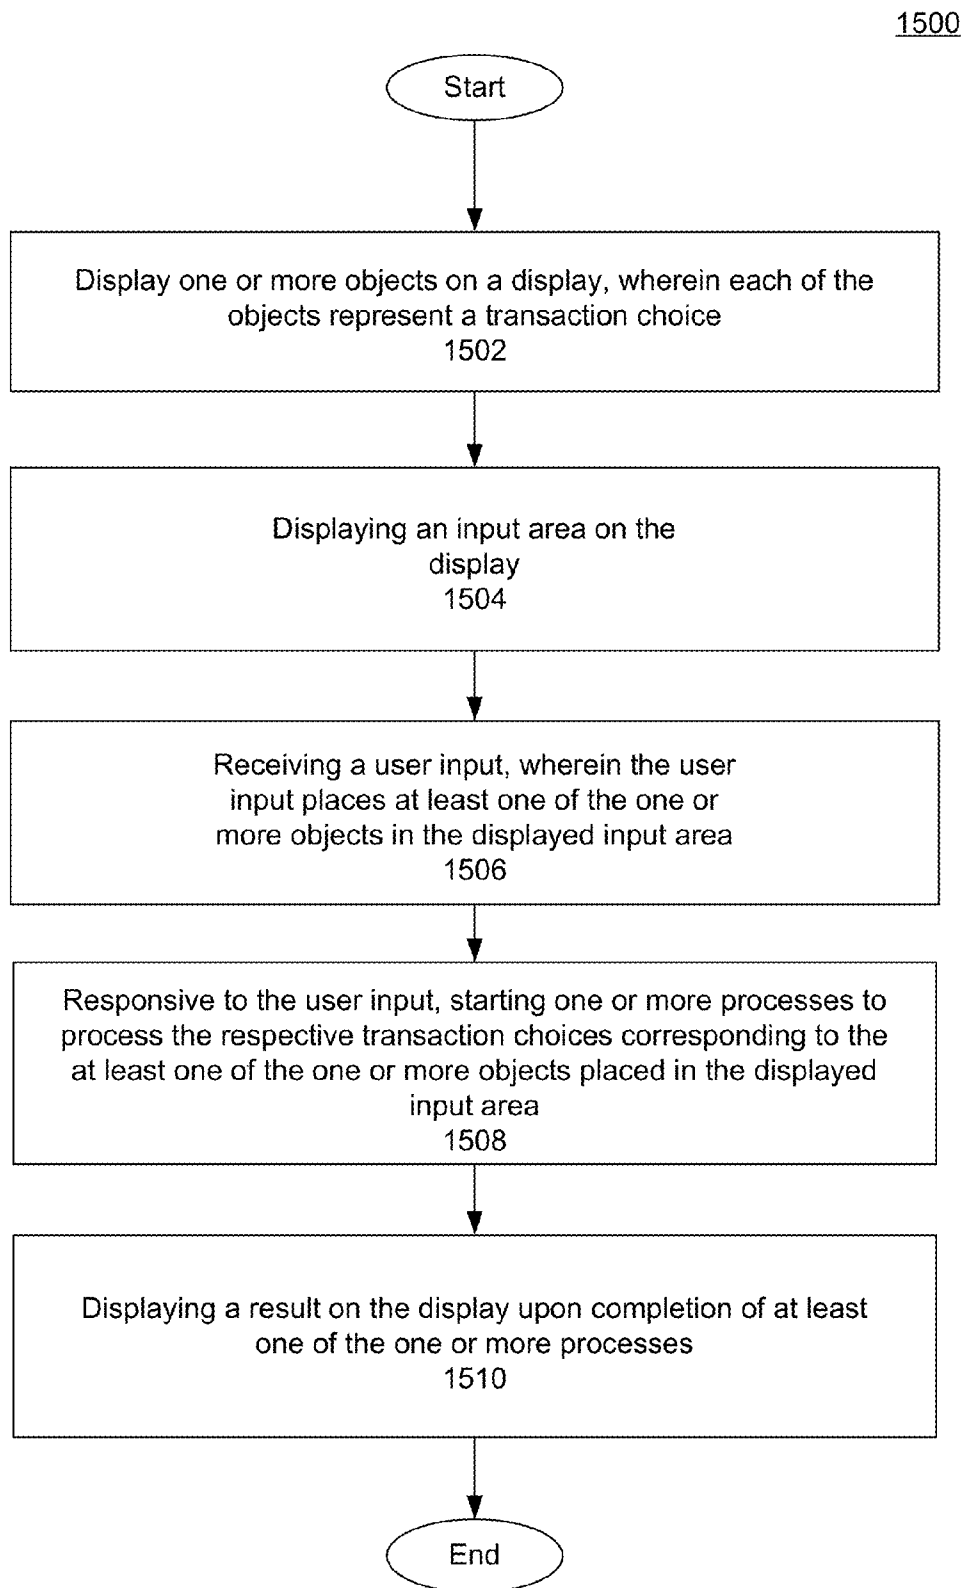 1500
Start
Display one or more objects on a display, wherein each of the
objects represent a transaction choice
1502
Displaying an input area on the
display
1504
Receiving a user input, wherein the user
input places at least one of the one or
more objects in the displayed input area
1506
Responsive to the user input, starting one or more processes to
process the respective transaction choices corresponding to the
at least one of the one or more objects placed in the displayed
input area
1508
Displaying a result on the display upon completion of at least
one of the one or more processes
1510
End